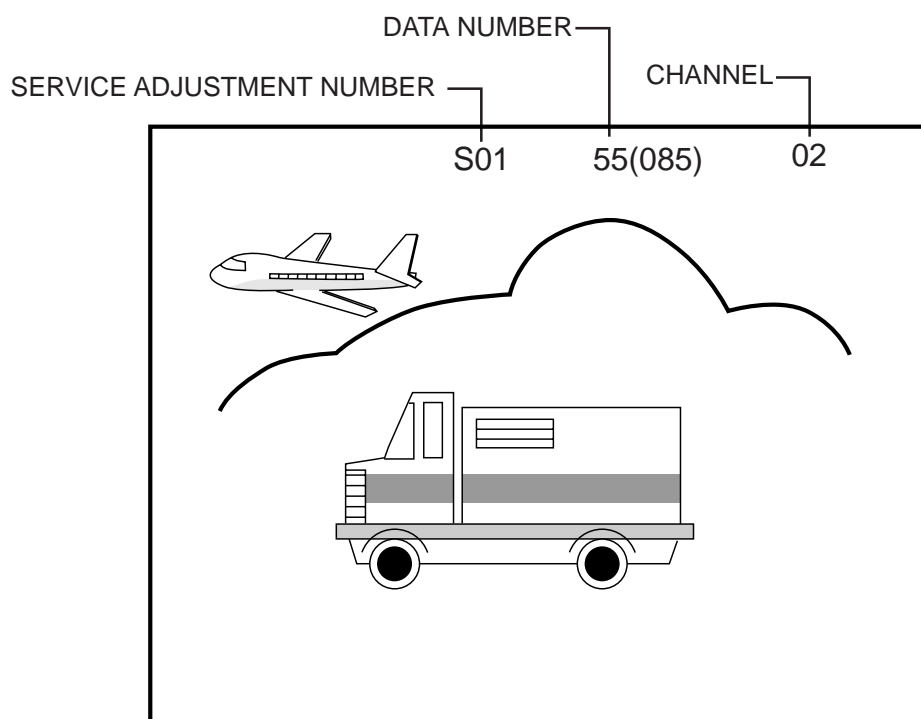 DATA NUMBER
CHANNEL
SERVICE ADJUSTMENT NUMBER
S01 55(085) 02